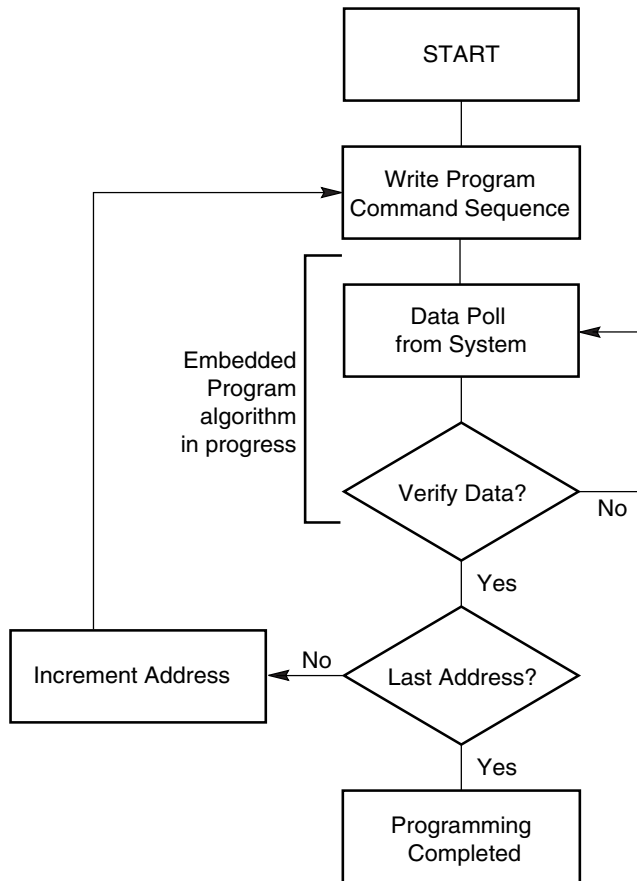 START
Write Program
Command Sequence
Data Poll
from System
Embedded
Program
algorithm
in progress
Verify Data?
No
Yes
Increment Address
No
Last Address?
Yes
Programming
Completed